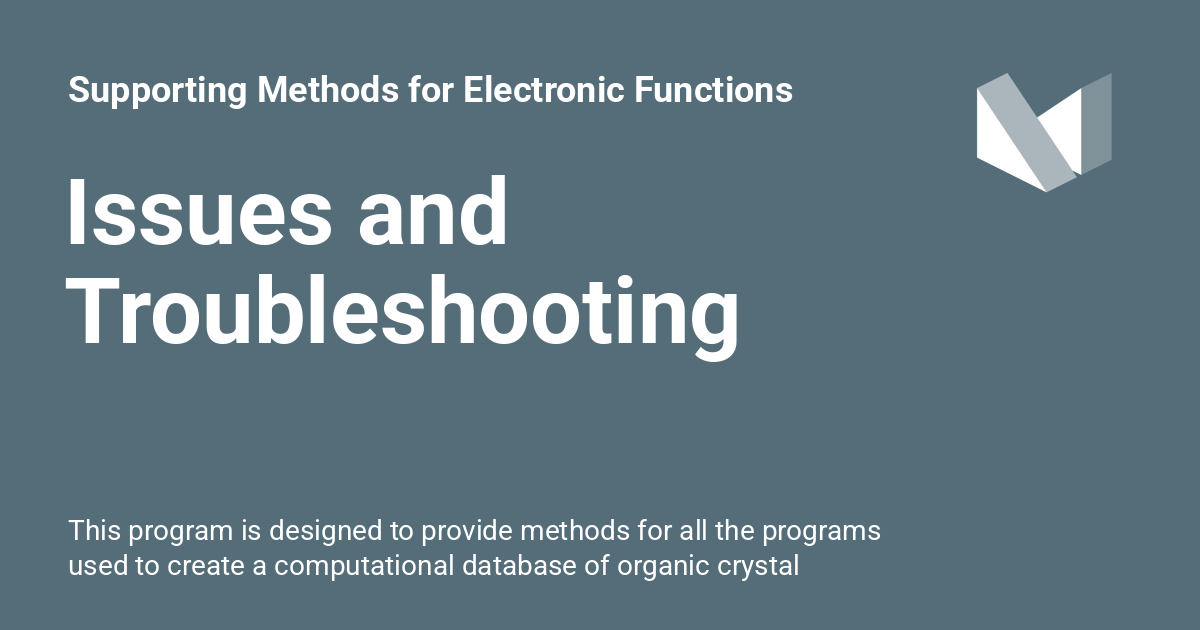 Supporting Methods for Electronic Functions
Issues and
Troubleshooting
This program is designed to provide methods for all the programs
used to create a computational database of organic crystal